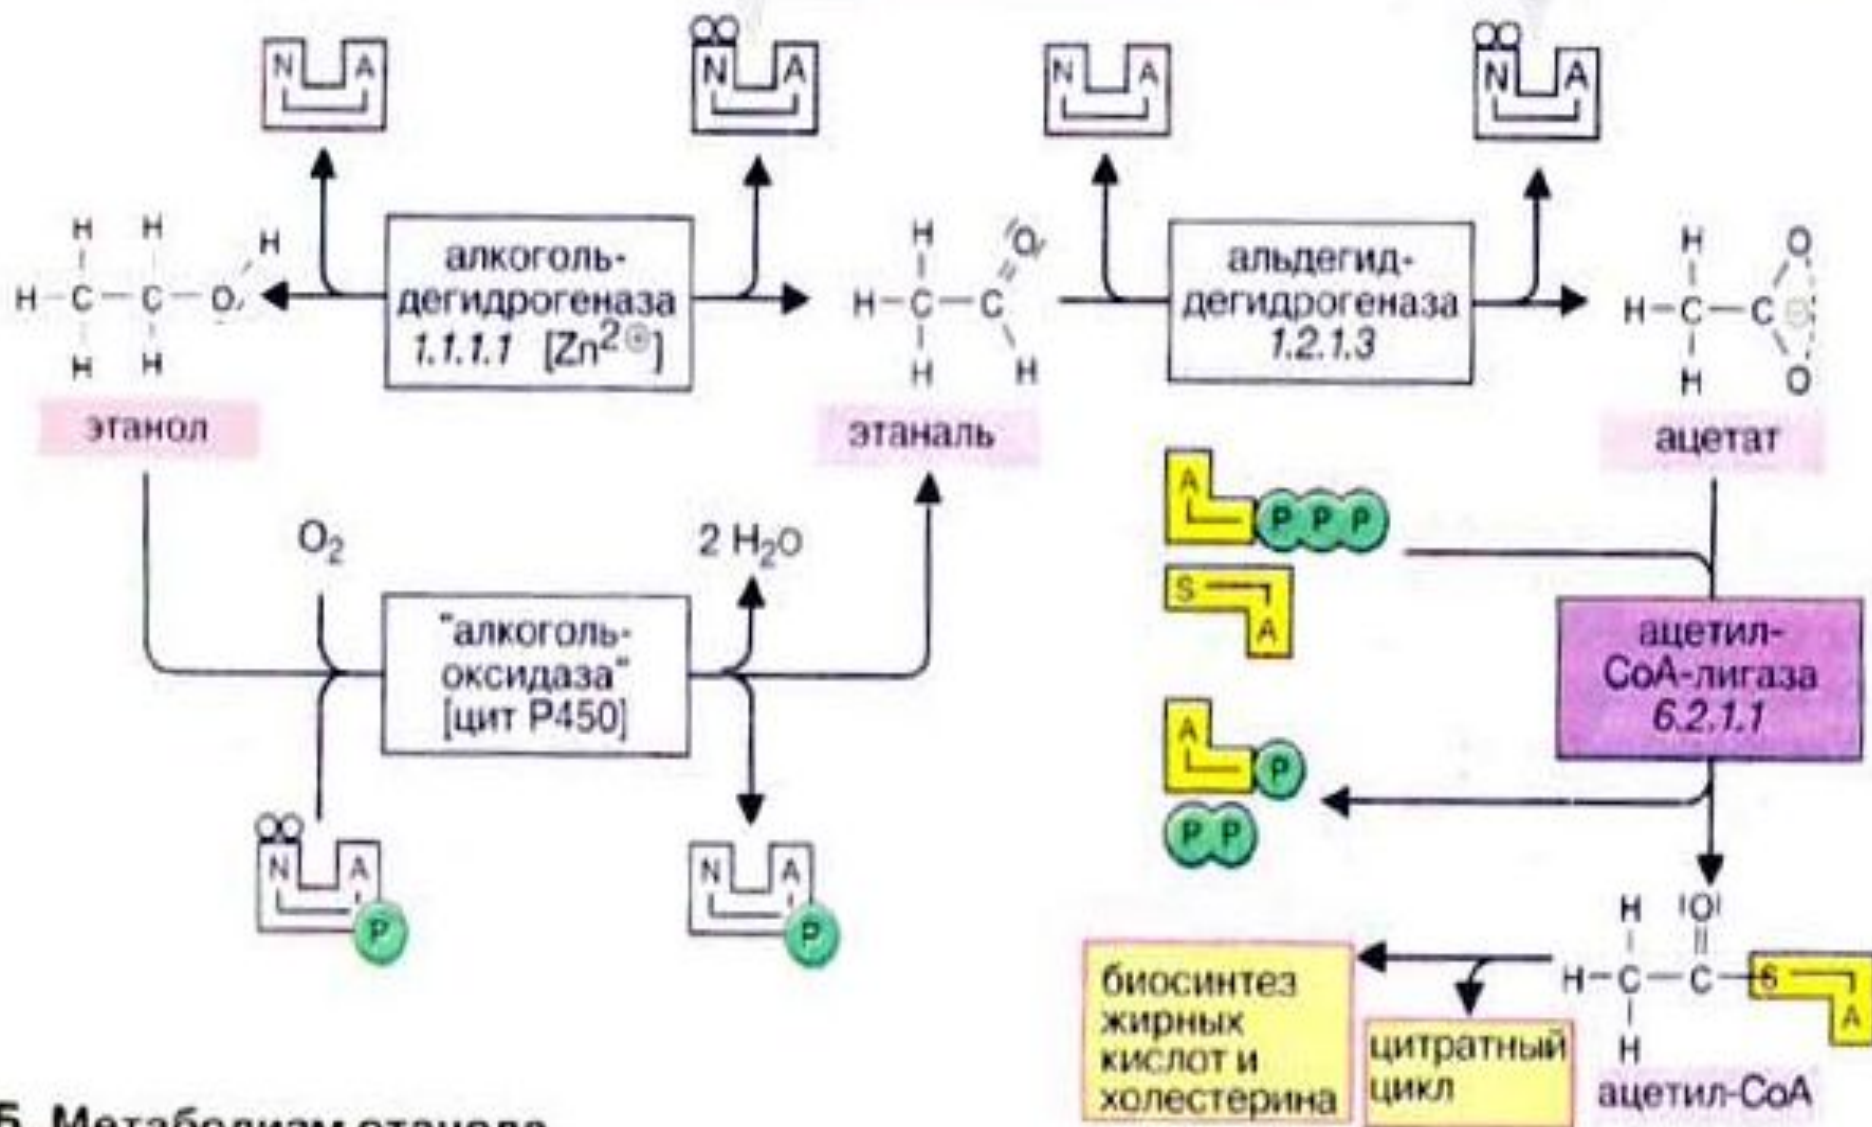 N A
N A
N A
N A
H H
H
H C C O
H H
алкоголь-
дегидрогеназа
1.1.1.1 [Zn²⊕]
H O
H C C
H H
альдегид-
дегидрогеназа
1.2.1.3
H O
H C C ⊖
H O
этанол
этаналь
ацетат
A P P P
S A
O₂
2 H₂O
"алкоголь-
оксидаза"
[цит P450]
ацетил-
CoA-лигаза
6.2.1.1
A P
P P
N A P
N A P
H |O|
H C C S A
H
биосинтез
жирных
кислот и
холестерина
цитратный
цикл
ацетил-CoA
Б. Метаболизм этанола